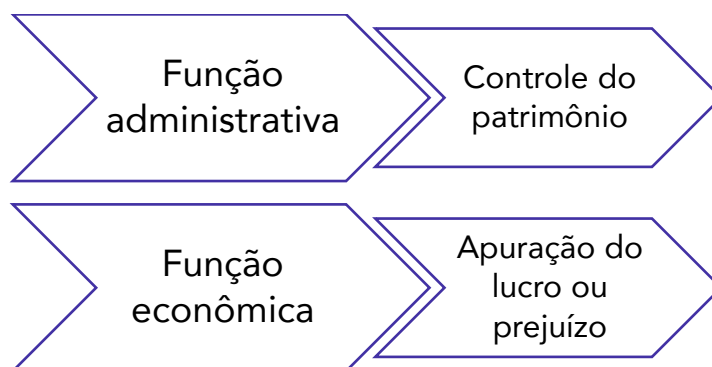 Função
administrativa
Controle do
patrimônio
Função
econômica
Apuração do
lucro ou
prejuízo